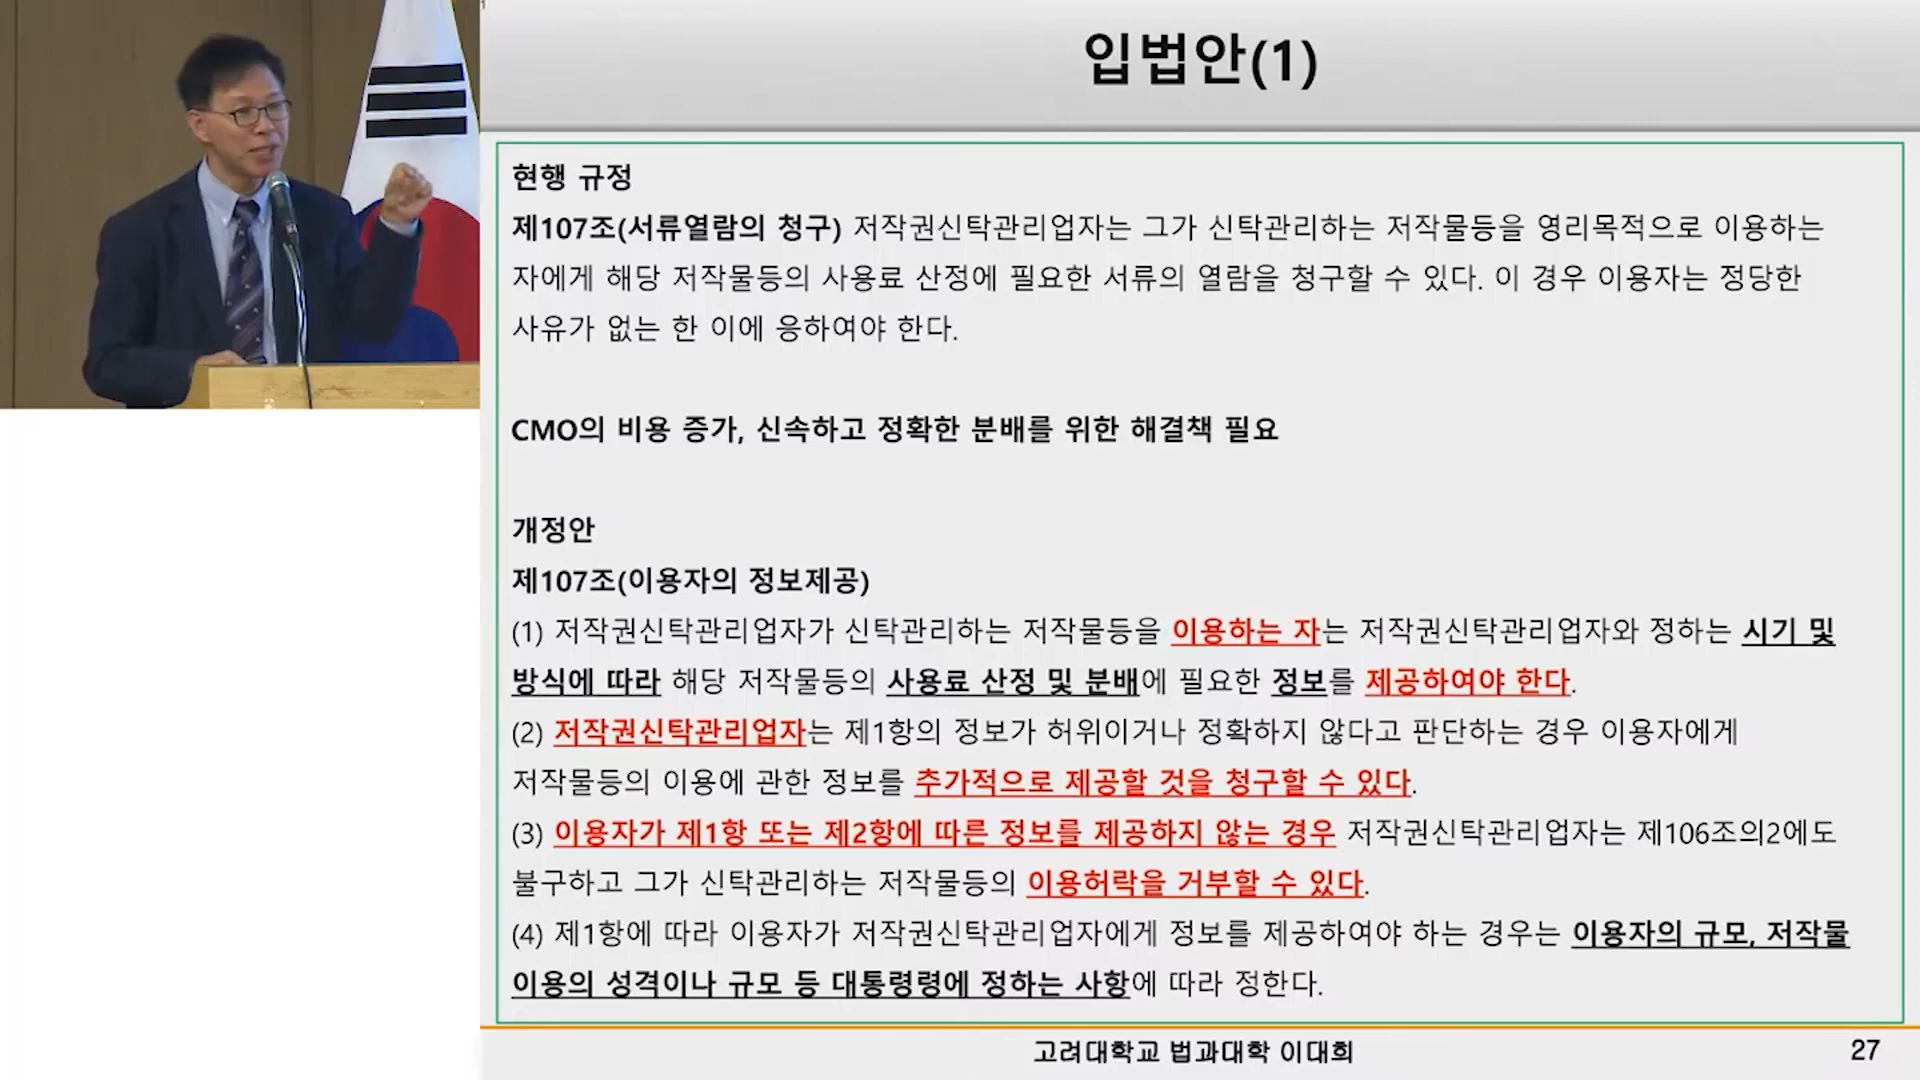 입법안(1)
현행 규정
제107조(서류열람의 청구) 저작권신탁관리업자는 그가 신탁관리하는 저작물등을 영리목적으로 이용하는
자에게 해당 저작물등의 사용료 산정에 필요한 서류의 열람을 청구할 수 있다. 이 경우 이용자는 정당한
사유가 없는 한 이에 응하여야 한다.
CMO의 비용 증가, 신속하고 정확한 분배를 위한 해결책 필요
개정안
제107조(이용자의 정보제공)
(1) 저작권신탁관리업자가 신탁관리하는 저작물등을 이용하는 자는 저작권신탁관리업자와 정하는 시기 및
방식에 따라 해당 저작물등의 사용료 산정 및 분배에 필요한 정보를 제공하여야 한다.
(2) 저작권신탁관리업자는 제1항의 정보가 허위이거나 정확하지 않다고 판단하는 경우 이용자에게
저작물등의 이용에 관한 정보를 추가적으로 제공할 것을 청구할 수 있다.
(3) 이용자가 제1항 또는 제2항에 따른 정보를 제공하지 않는 경우 저작권신탁관리업자는 제106조의2에도
불구하고 그가 신탁관리하는 저작물등의 이용허락을 거부할 수 있다.
(4) 제1항에 따라 이용자가 저작권신탁관리업자에게 정보를 제공하여야 하는 경우는 이용자의 규모, 저작물
이용의 성격이나 규모 등 대통령령에 정하는 사항에 따라 정한다.
고려대학교 법과대학 이대희
27